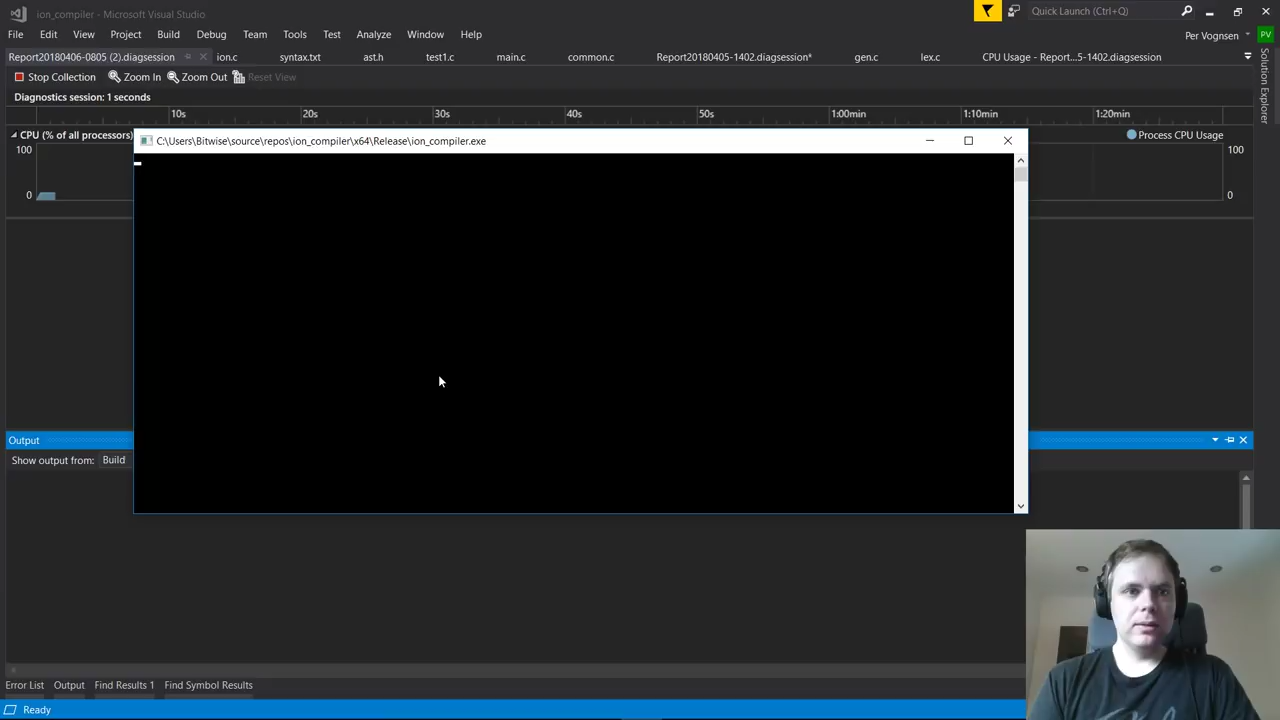 ion_compiler - Microsoft Visual Studio
Quick Launch (Ctrl+Q)
File Edit View Project Build Debug Team Tools Test Analyze Window Help
Per Vognsen PV
Report20180406-0805 (2).diagsession ion.c syntax.txt ast.h test1.c main.c common.c Report20180405-1402.diagsession* gen.c lex.c CPU Usage - Report...5-1402.diagsession
Solution Explorer
Stop Collection Zoom In Zoom Out Reset View
Diagnostics session: 1 seconds
10s 20s 30s 40s 50s 1:00min 1:10min 1:20min
CPU (% of all processors) Process CPU Usage
C:\Users\Bitwise\source\repos\ion_compiler\x64\Release\ion_compiler.exe
100 100
0 0
Output
Show output from: Build
Error List Output Find Results 1 Find Symbol Results
Ready